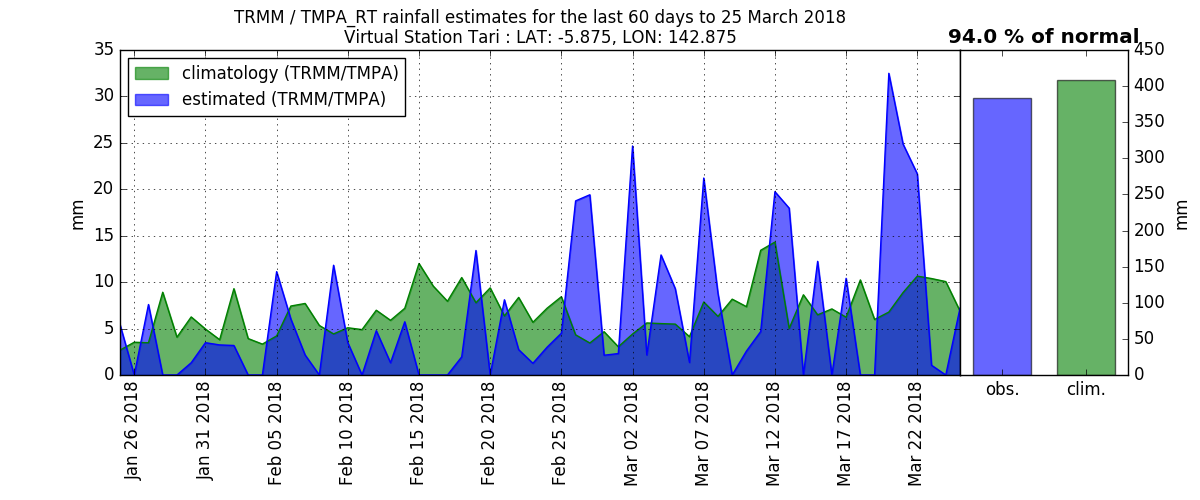 TRMM / TMPA_RT rainfall estimates for the last 60 days to 25 March 2018
Virtual Station Tari : LAT: -5.875, LON: 142.875
94.0 % of normal
climatology (TRMM/TMPA)
estimated (TRMM/TMPA)
35
30
25
20
15
10
5
0
mm
450
400
350
300
250
200
150
100
50
0
mm
Jan 26 2018
Jan 31 2018
Feb 05 2018
Feb 10 2018
Feb 15 2018
Feb 20 2018
Feb 25 2018
Mar 02 2018
Mar 07 2018
Mar 12 2018
Mar 17 2018
Mar 22 2018
obs.
clim.